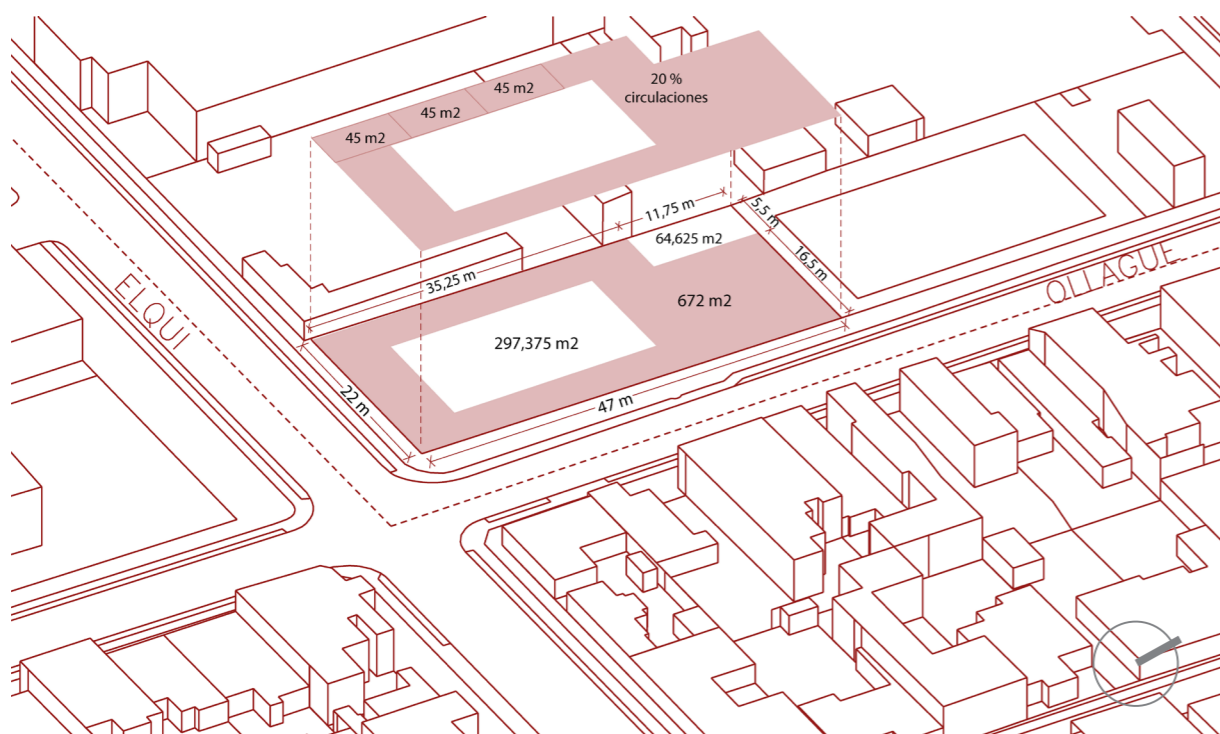 20 %
circulaciones
45 m2
45 m2
45 m2
11,75 m
5,5 m
64,625 m2
16,5 m
35,25 m
672 m2
297,375 m2
22 m
47 m
ELQUI
OLLAGUE